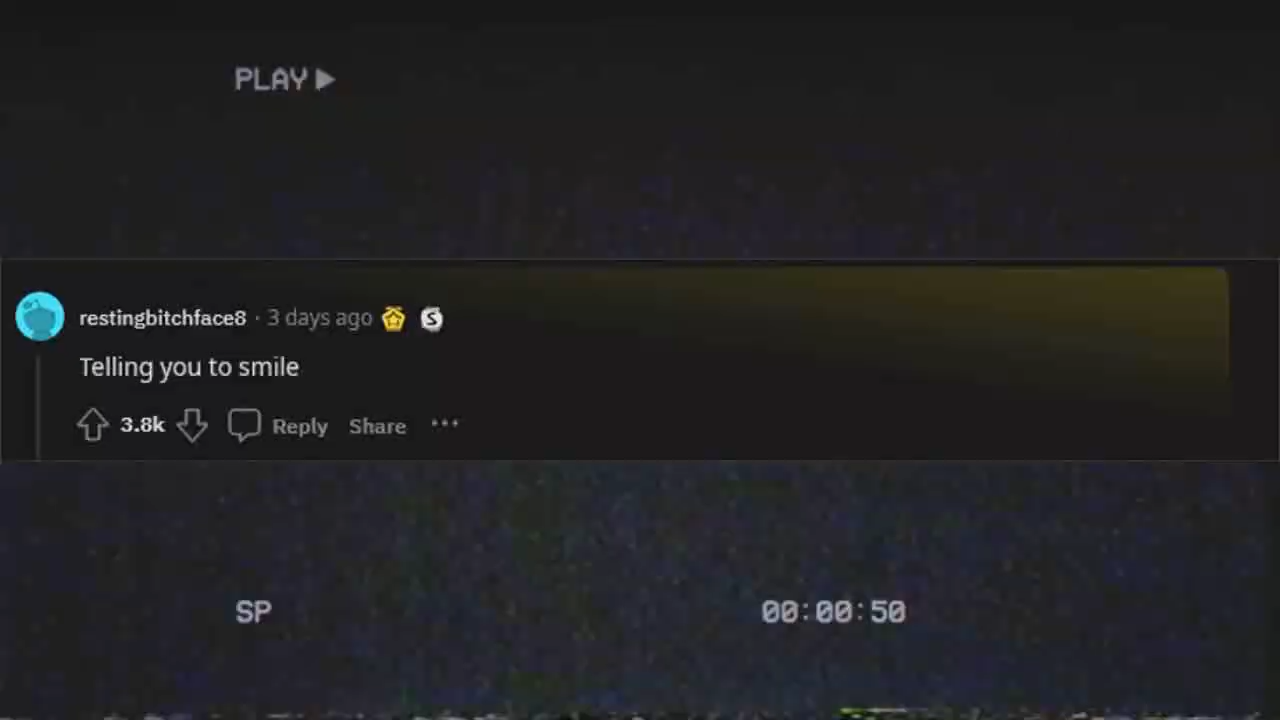 PLAY
restingbitchface8 · 3 days ago S
Telling you to smile
3.8k Reply Share ...
SP 00:00:50